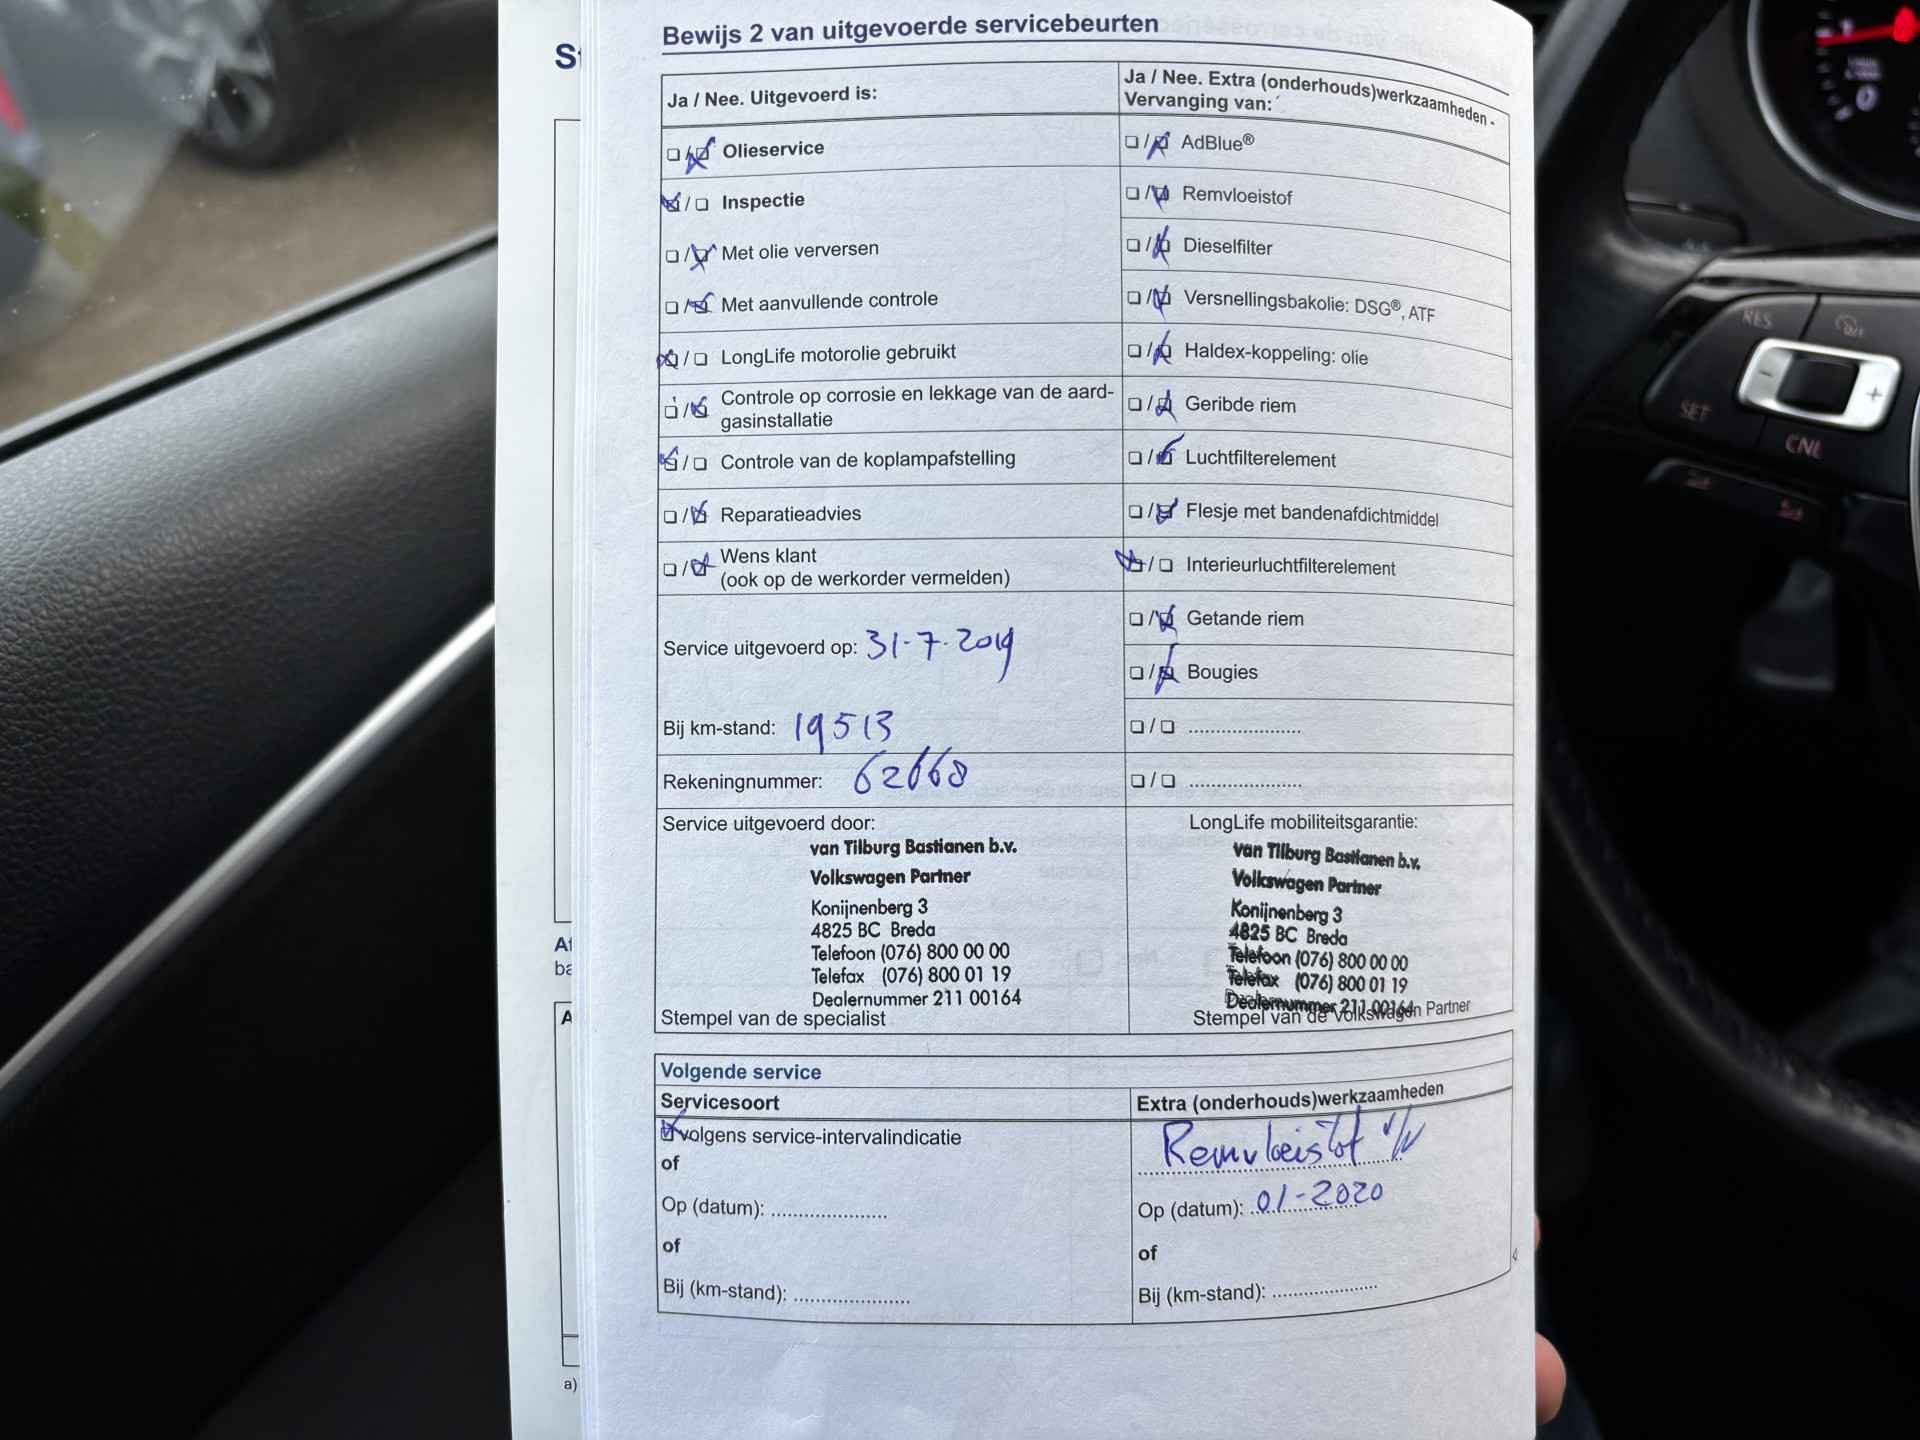 St
Bewijs 2 van uitgevoerde servicebeurten
Ja / Nee. Uitgevoerd is:
Olieservice
Inspectie
Met olie verversen
Met aanvullende controle
LongLife motorolie gebruikt
Controle op corrosie en lekkage van de aard-
gasinstallatie
Controle van de koplampafstelling
Reparatieadvies
Wens klant
(ook op de werkorder vermelden)
Service uitgevoerd op: 31-7-2019
Bij km-stand: 19513
Rekeningnummer: 62668
Ja / Nee. Extra (onderhouds)werkzaamheden -
Vervanging van:
AdBlue®
Remvloeistof
Dieselfilter
Versnellingsbakolie: DSG®, ATF
Haldex-koppeling: olie
Geribde riem
Luchtfilterelement
Flesje met bandenafdichtmiddel
Interieurluchtfilterelement
Getande riem
Bougies
/ .....................
/ .....................
Service uitgevoerd door:
van Tilburg Bastianen b.v.
Volkswagen Partner
Konijnenberg 3
4825 BC Breda
Telefoon (076) 800 00 00
Telefax (076) 800 01 19
Dealernummer 211 00164
Stempel van de specialist
LongLife mobiliteitsgarantie:
van Tilburg Bastianen b.v.
Volkswagen Partner
Konijnenberg 3
4825 BC Breda
Telefoon (076) 800 00 00
Telefax (076) 800 01 19
Dealernummer 211 00164
Stempel van de Volkswagen Partner
Volgende service
Servicesoort
volgens service-intervalindicatie
of
Op (datum): .....................
of
Bij (km-stand): .....................
Extra (onderhouds)werkzaamheden
Remvloeistof
Op (datum): 01-2020
of
Bij (km-stand): ...................
a)
RES
SET
CNL
- +
0